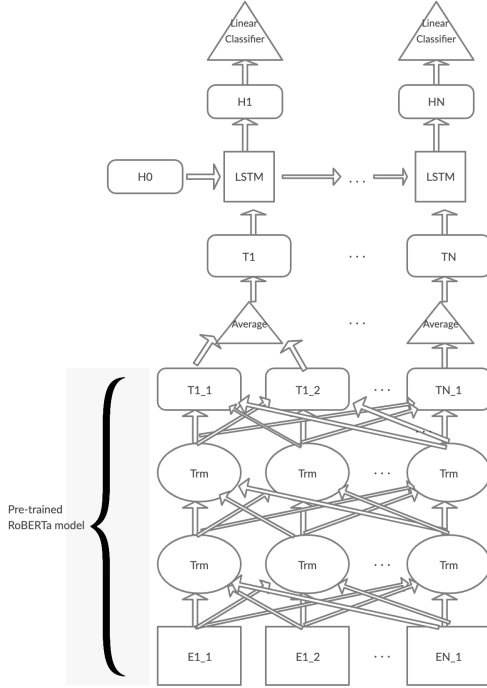 Linear
Classifier
Linear
Classifier
H1
HN
H0
LSTM
. . .
LSTM
T1
. . .
TN
Average
. . .
Average
T1_1
T1_2
. . .
TN_1
. . .
Trm
Trm
. . .
Trm
Pre-trained
RoBERTa model
Trm
Trm
. . .
Trm
E1_1
E1_2
. . .
EN_1